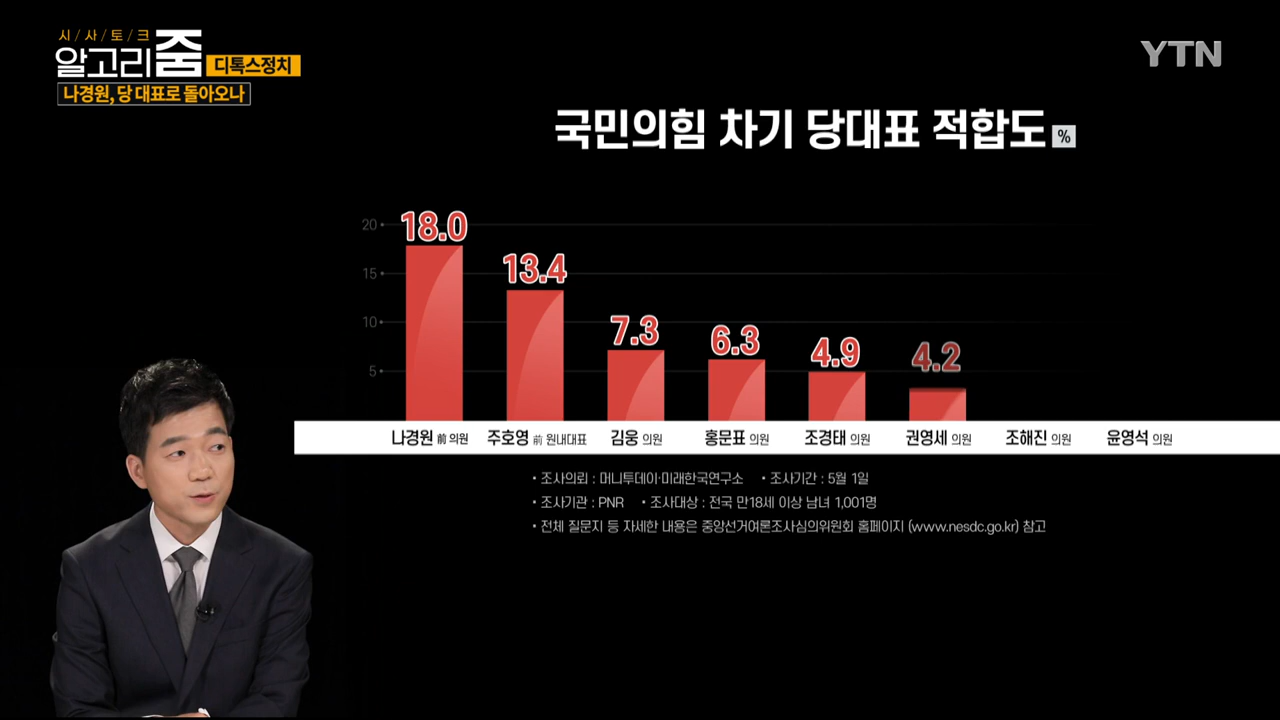 시/사/토/크
알고리줌 디톡스정치
나경원, 당 대표로 돌아오나
YTN
국민의힘 차기 당대표 적합도 %
20
15
10
5
18.0 13.4 7.3 6.3 4.9 4.2
나경원 前 의원 주호영 前 원내대표 김웅 의원 홍문표 의원 조경태 의원 권영세 의원 조해진 의원 윤영석 의원
• 조사의뢰 : 머니투데이·미래한국연구소 • 조사기간 : 5월 1일
• 조사기관 : PNR • 조사대상 : 전국 만18세 이상 남녀 1,001명
• 전체 질문지 등 자세한 내용은 중앙선거여론조사심의위원회 홈페이지 (www.nesdc.go.kr) 참고